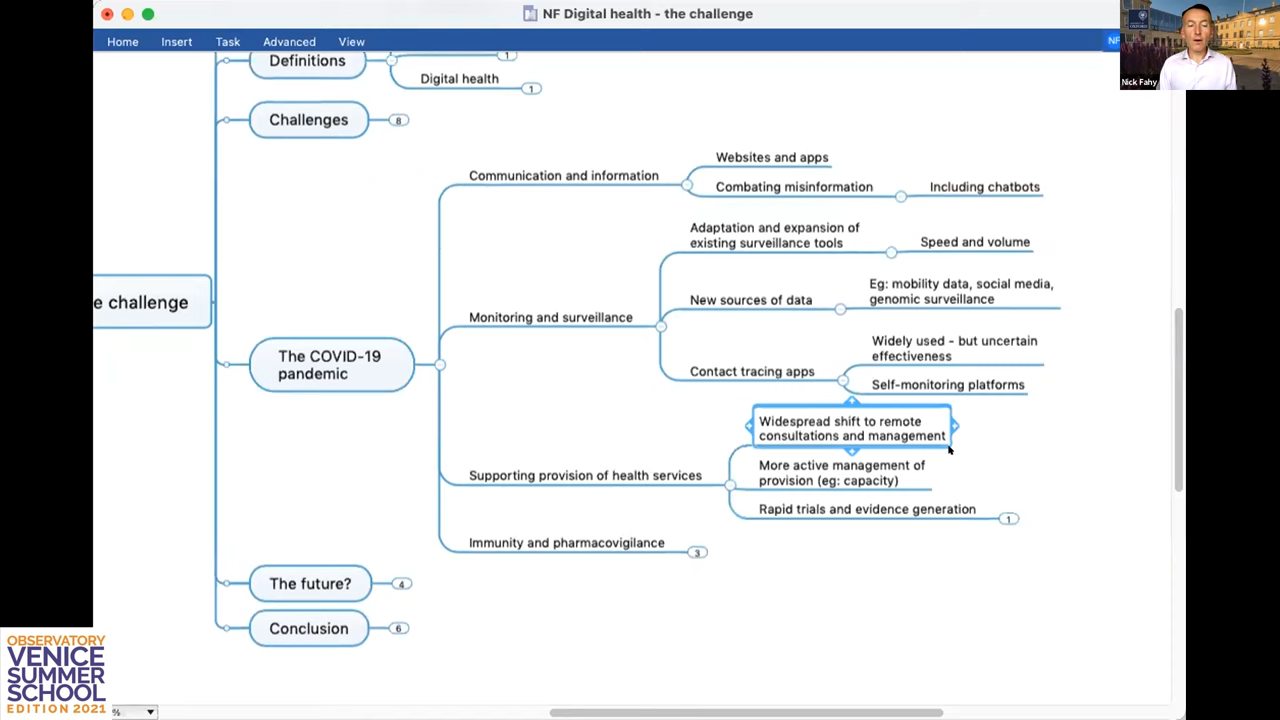 NF Digital health - the challenge
Home Insert Task Advanced View
NF
Nick Fahy
Definitions
1
Digital health
1
Challenges
8
Communication and information
Websites and apps
Combating misinformation
Including chatbots
Adaptation and expansion of
existing surveillance tools
Speed and volume
New sources of data
Eg: mobility data, social media,
genomic surveillance
e challenge
Monitoring and surveillance
Widely used - but uncertain
effectiveness
Contact tracing apps
Self-monitoring platforms
The COVID-19
pandemic
Widespread shift to remote
consultations and management
Supporting provision of health services
More active management of
provision (eg: capacity)
Rapid trials and evidence generation
1
Immunity and pharmacovigilance
3
The future?
4
Conclusion
6
OBSERVATORY
VENICE
SUMMER
SCHOOL
EDITION 2021
%